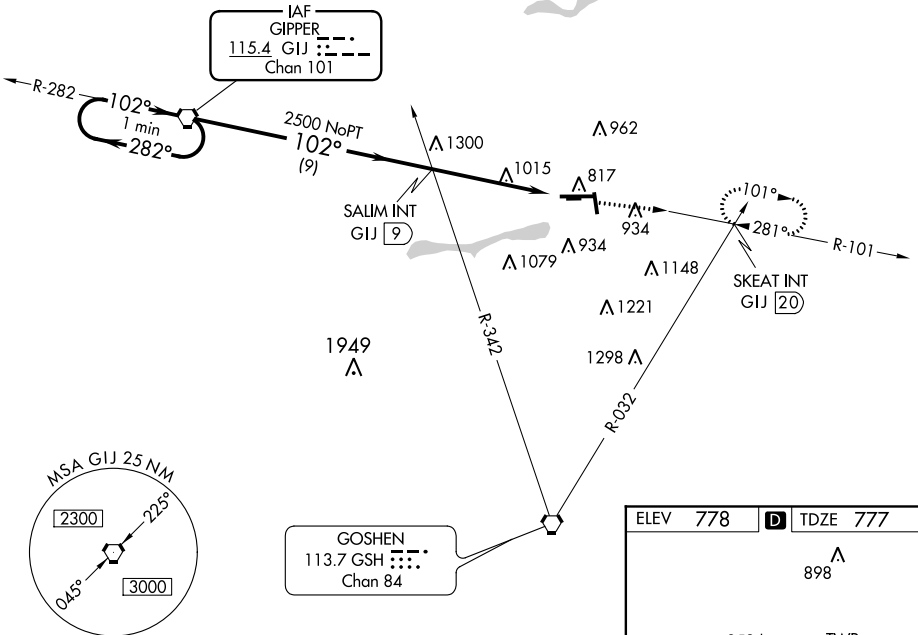 IAF
GIPPER
115.4 GIJ
Chan 101
R-282
102°
1 min
282°
2500 NoPT
102°
(9)
1300
962
1015
817
SALIM INT
GIJ 9
934
934
101°
281°
R-101
1079
1148
SKEAT INT
GIJ 20
1221
R-342
1949
1298
R-032
MSA GIJ 25 NM
2300
225°
045°
3000
GOSHEN
113.7 GSH
Chan 84
ELEV 778 D TDZE 777
898